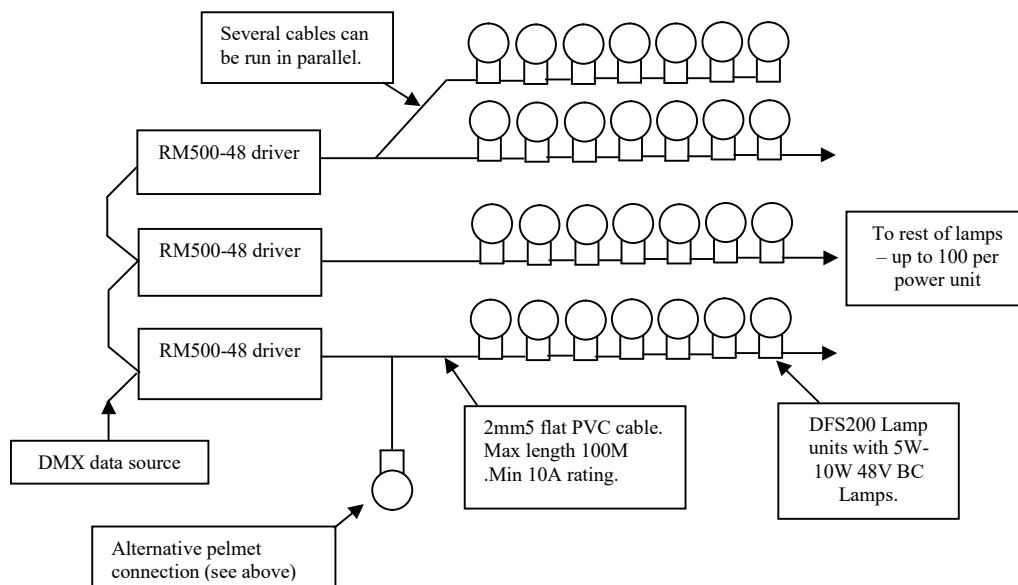 Several cables can
be run in parallel.
RM500-48 driver
RM500-48 driver
To rest of lamps
– up to 100 per
power unit
RM500-48 driver
2mm5 flat PVC cable.
Max length 100M
.Min 10A rating.
DFS200 Lamp
units with 5W-
10W 48V BC
Lamps.
DMX data source
Alternative pelmet
connection (see above)